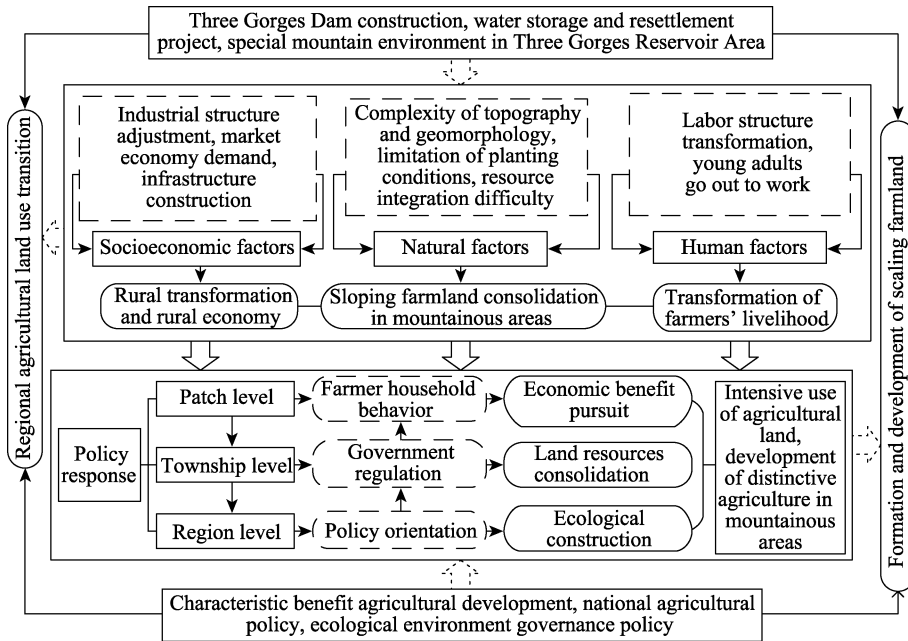 Three Gorges Dam construction, water storage and resettlement
project, special mountain environment in Three Gorges Reservoir Area
Regional agricultural land use transition
Industrial structure
adjustment, market
economy demand,
infrastructure
construction
Complexity of topography
and geomorphology,
limitation of planting
conditions, resource
integration difficulty
Labor structure
transformation,
young adults
go out to work
Socioeconomic factors
Natural factors
Human factors
Rural transformation
and rural economy
Sloping farmland consolidation
in mountainous areas
Transformation of
farmers' livelihood
Formation and development of scaling farmland
Policy
response
Patch level
Township level
Region level
Farmer household
behavior
Government
regulation
Policy orientation
Economic benefit
pursuit
Land resources
consolidation
Ecological
construction
Intensive use
of agricultural
land,
development of
distinctive
agriculture in
mountainous
areas
Characteristic benefit agricultural development, national agricultural
policy, ecological environment governance policy